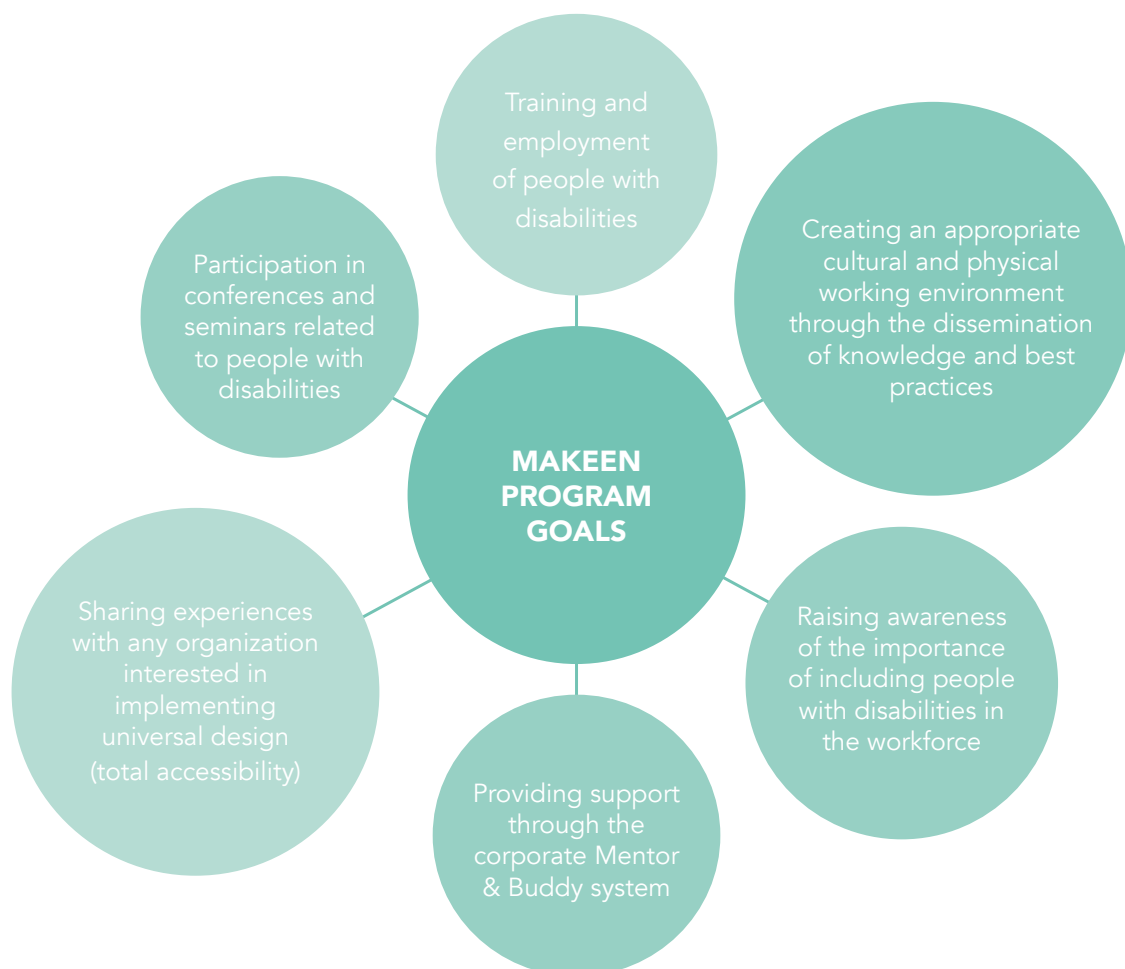 Training and
employment
of people with
disabilities
Creating an appropriate
cultural and physical
working environment
through the dissemination
of knowledge and best
practices
Participation in
conferences and
seminars related
to people with
disabilities
MAKEEN
PROGRAM
GOALS
Sharing experiences
with any organization
interested in
implementing
universal design
(total accessibility)
Raising awareness
of the importance
of including people
with disabilities in
the workforce
Providing support
through the
corporate Mentor
& Buddy system